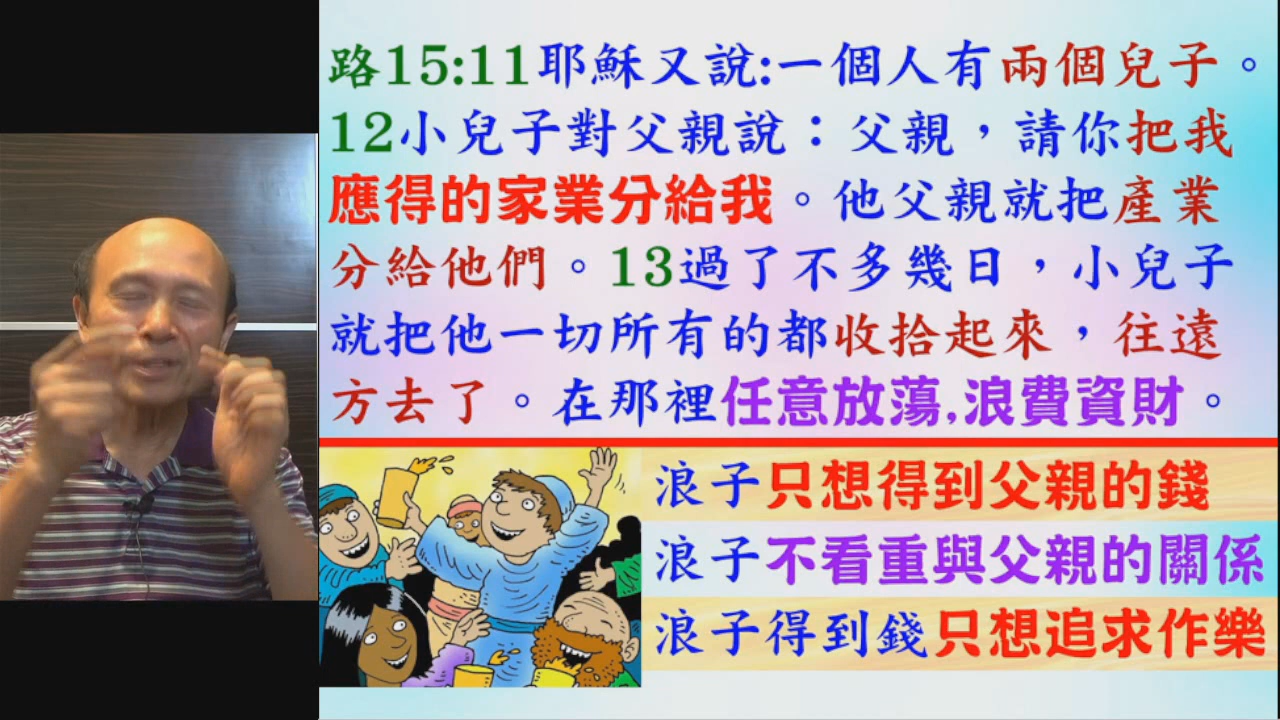 路15:11耶穌又說:一個人有兩個兒子。
12小兒子對父親說：父親，請你把我
應得的家業分給我。他父親就把產業
分給他們。13過了不多幾日，小兒子
就把他一切所有的都收拾起來，往遠
方去了。在那裡任意放蕩,浪費資財。
浪子只想得到父親的錢
浪子不看重與父親的關係
浪子得到錢只想追求作樂